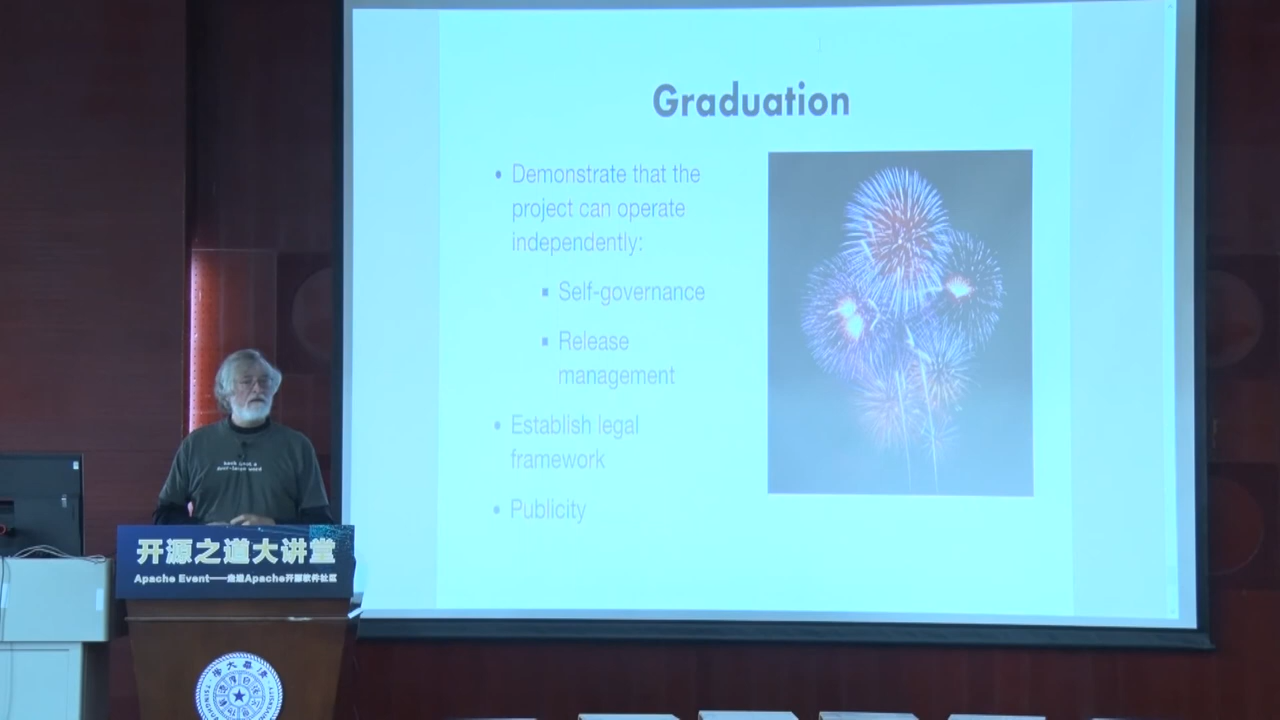 Graduation
• Demonstrate that the
project can operate
independently:
▪ Self-governance
▪ Release
management
• Establish legal
framework
• Publicity
开源之道大讲堂
Apache Event——走进Apache开源软件社区